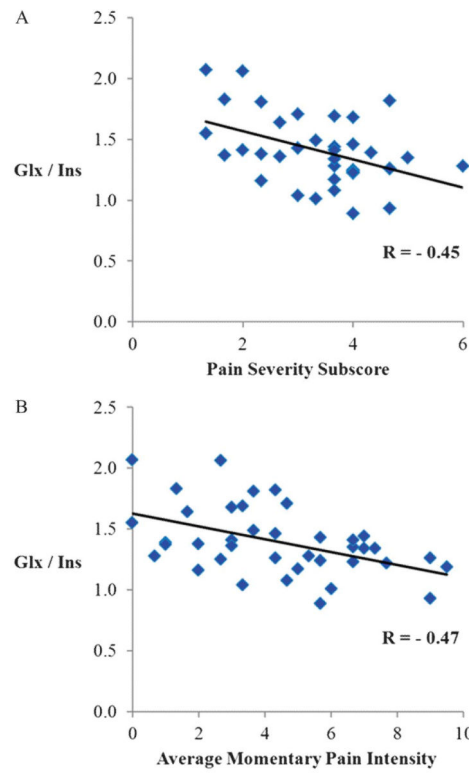 A
2.5
2.0
1.5
Glx / Ins
1.0
0.5
R = - 0.45
0.0
0
2
4
6
Pain Severity Subscore
B
2.5
2.0
1.5
Glx / Ins
1.0
0.5
R = - 0.47
0.0
0
2
4
6
8
10
Average Momentary Pain Intensity